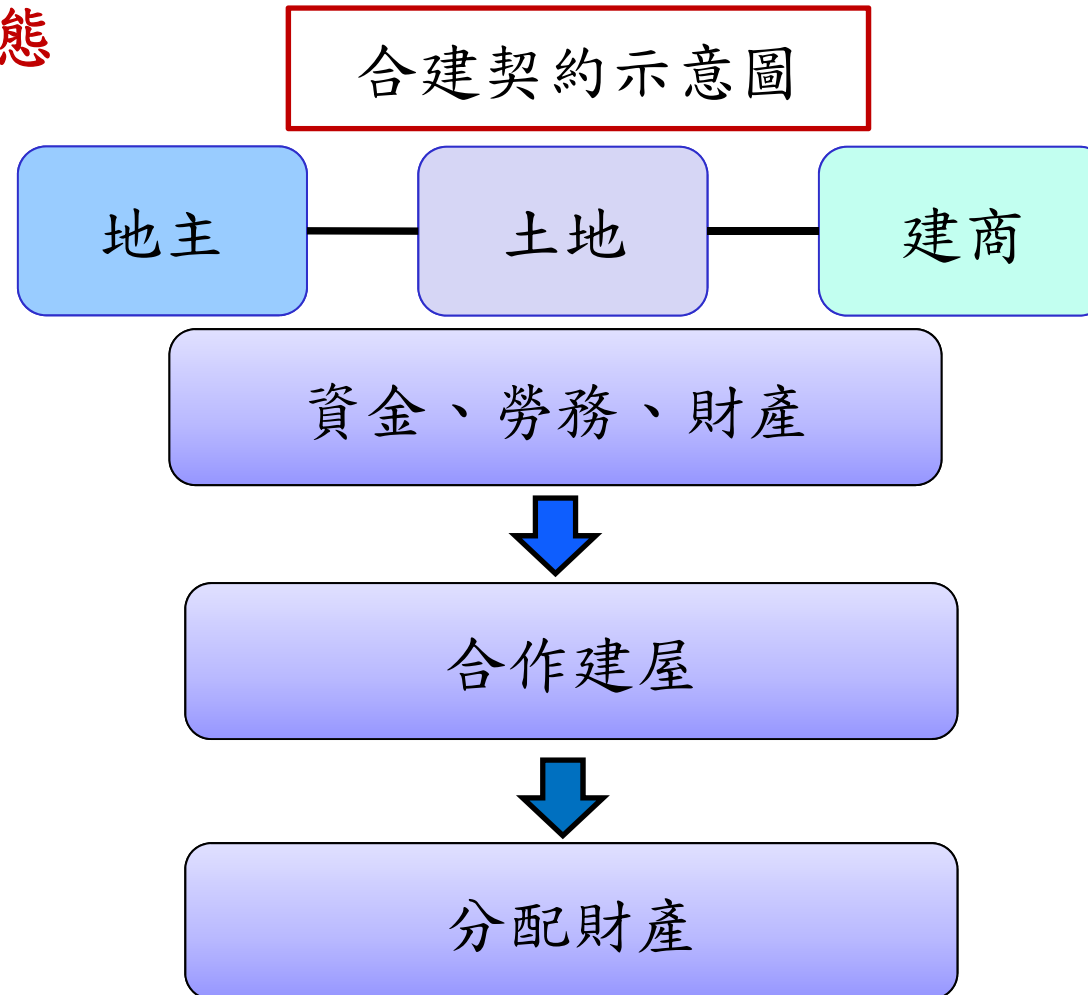 態
合建契約示意圖
地主
土地
建商
資金、勞務、財產
合作建屋
分配財產